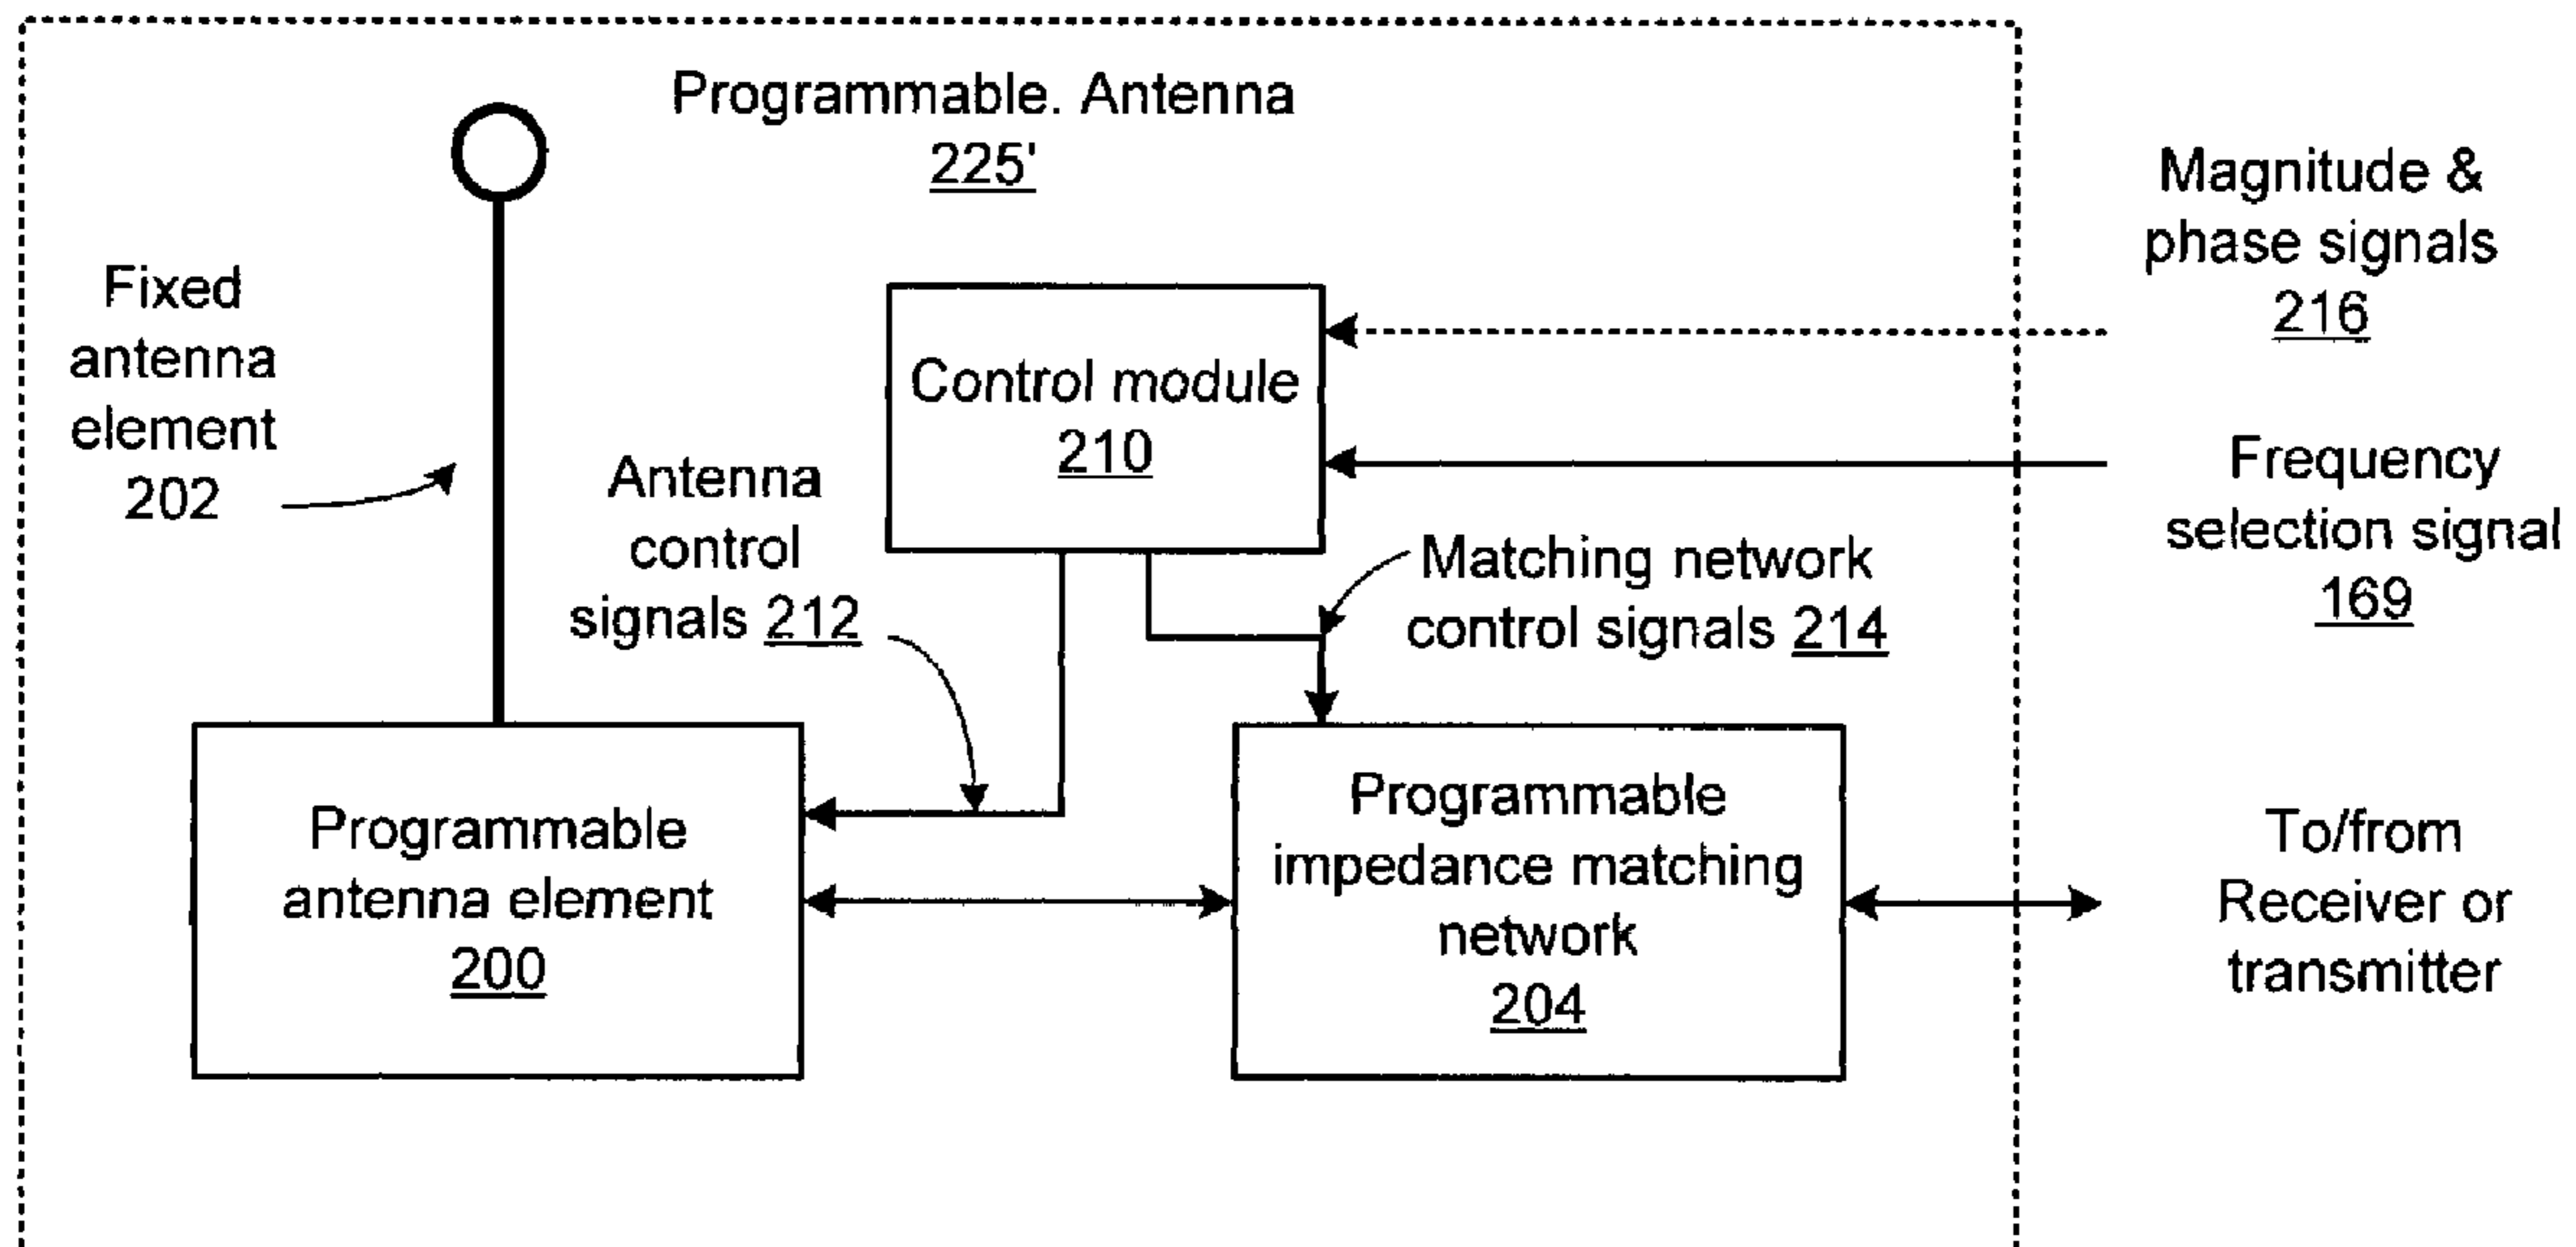 Programmable. Antenna
225'
Magnitude &
phase signals
216
Fixed
antenna
element
202
Control module
210
Frequency
selection signal
169
Antenna
control
signals 212
Matching network
control signals 214
Programmable
antenna element
200
Programmable
impedance matching
network
204
To/from
Receiver or
transmitter